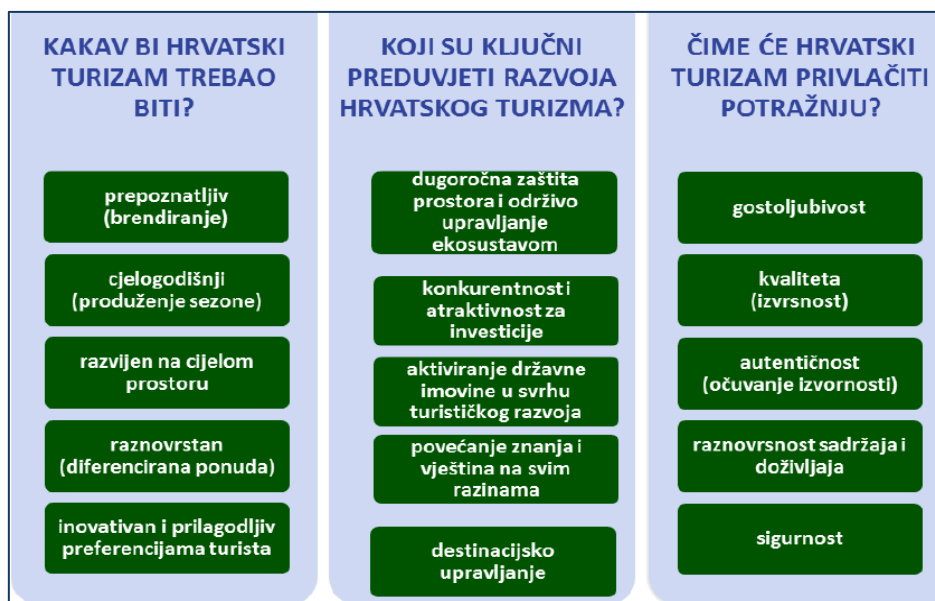 KAKAV BI HRVATSKI
TURIZAM TREBAO
BITI?
prepoznatljiv
(brendiranje)
cjelogodišnji
(produženje sezone)
razvijen na cijelom
prostoru
raznovrstan
(diferencirana ponuda)
inovativan i prilagodljiv
preferencijama turista
KOJI SU KLJUČNI
PREDUVJETI RAZVOJA
HRVATSKOG TURIZMA?
dugoročna zaštita
prostora i održivo
upravljanje
ekosustavom
konkurentnost i
atraktivnost za
investicije
aktiviranje državne
imovine u svrhu
turističkog razvoja
povećanje znanja i
vještina na svim
razinama
destinacijsko
upravljanje
ČIME ĆE HRVATSKI
TURIZAM PRIVLAČITI
POTRAŽNJU?
gostoljubivost
kvaliteta
(izvrsnost)
autentičnost
(očuvanje izvornosti)
raznovrsnost sadržaja i
doživljaja
sigurnost